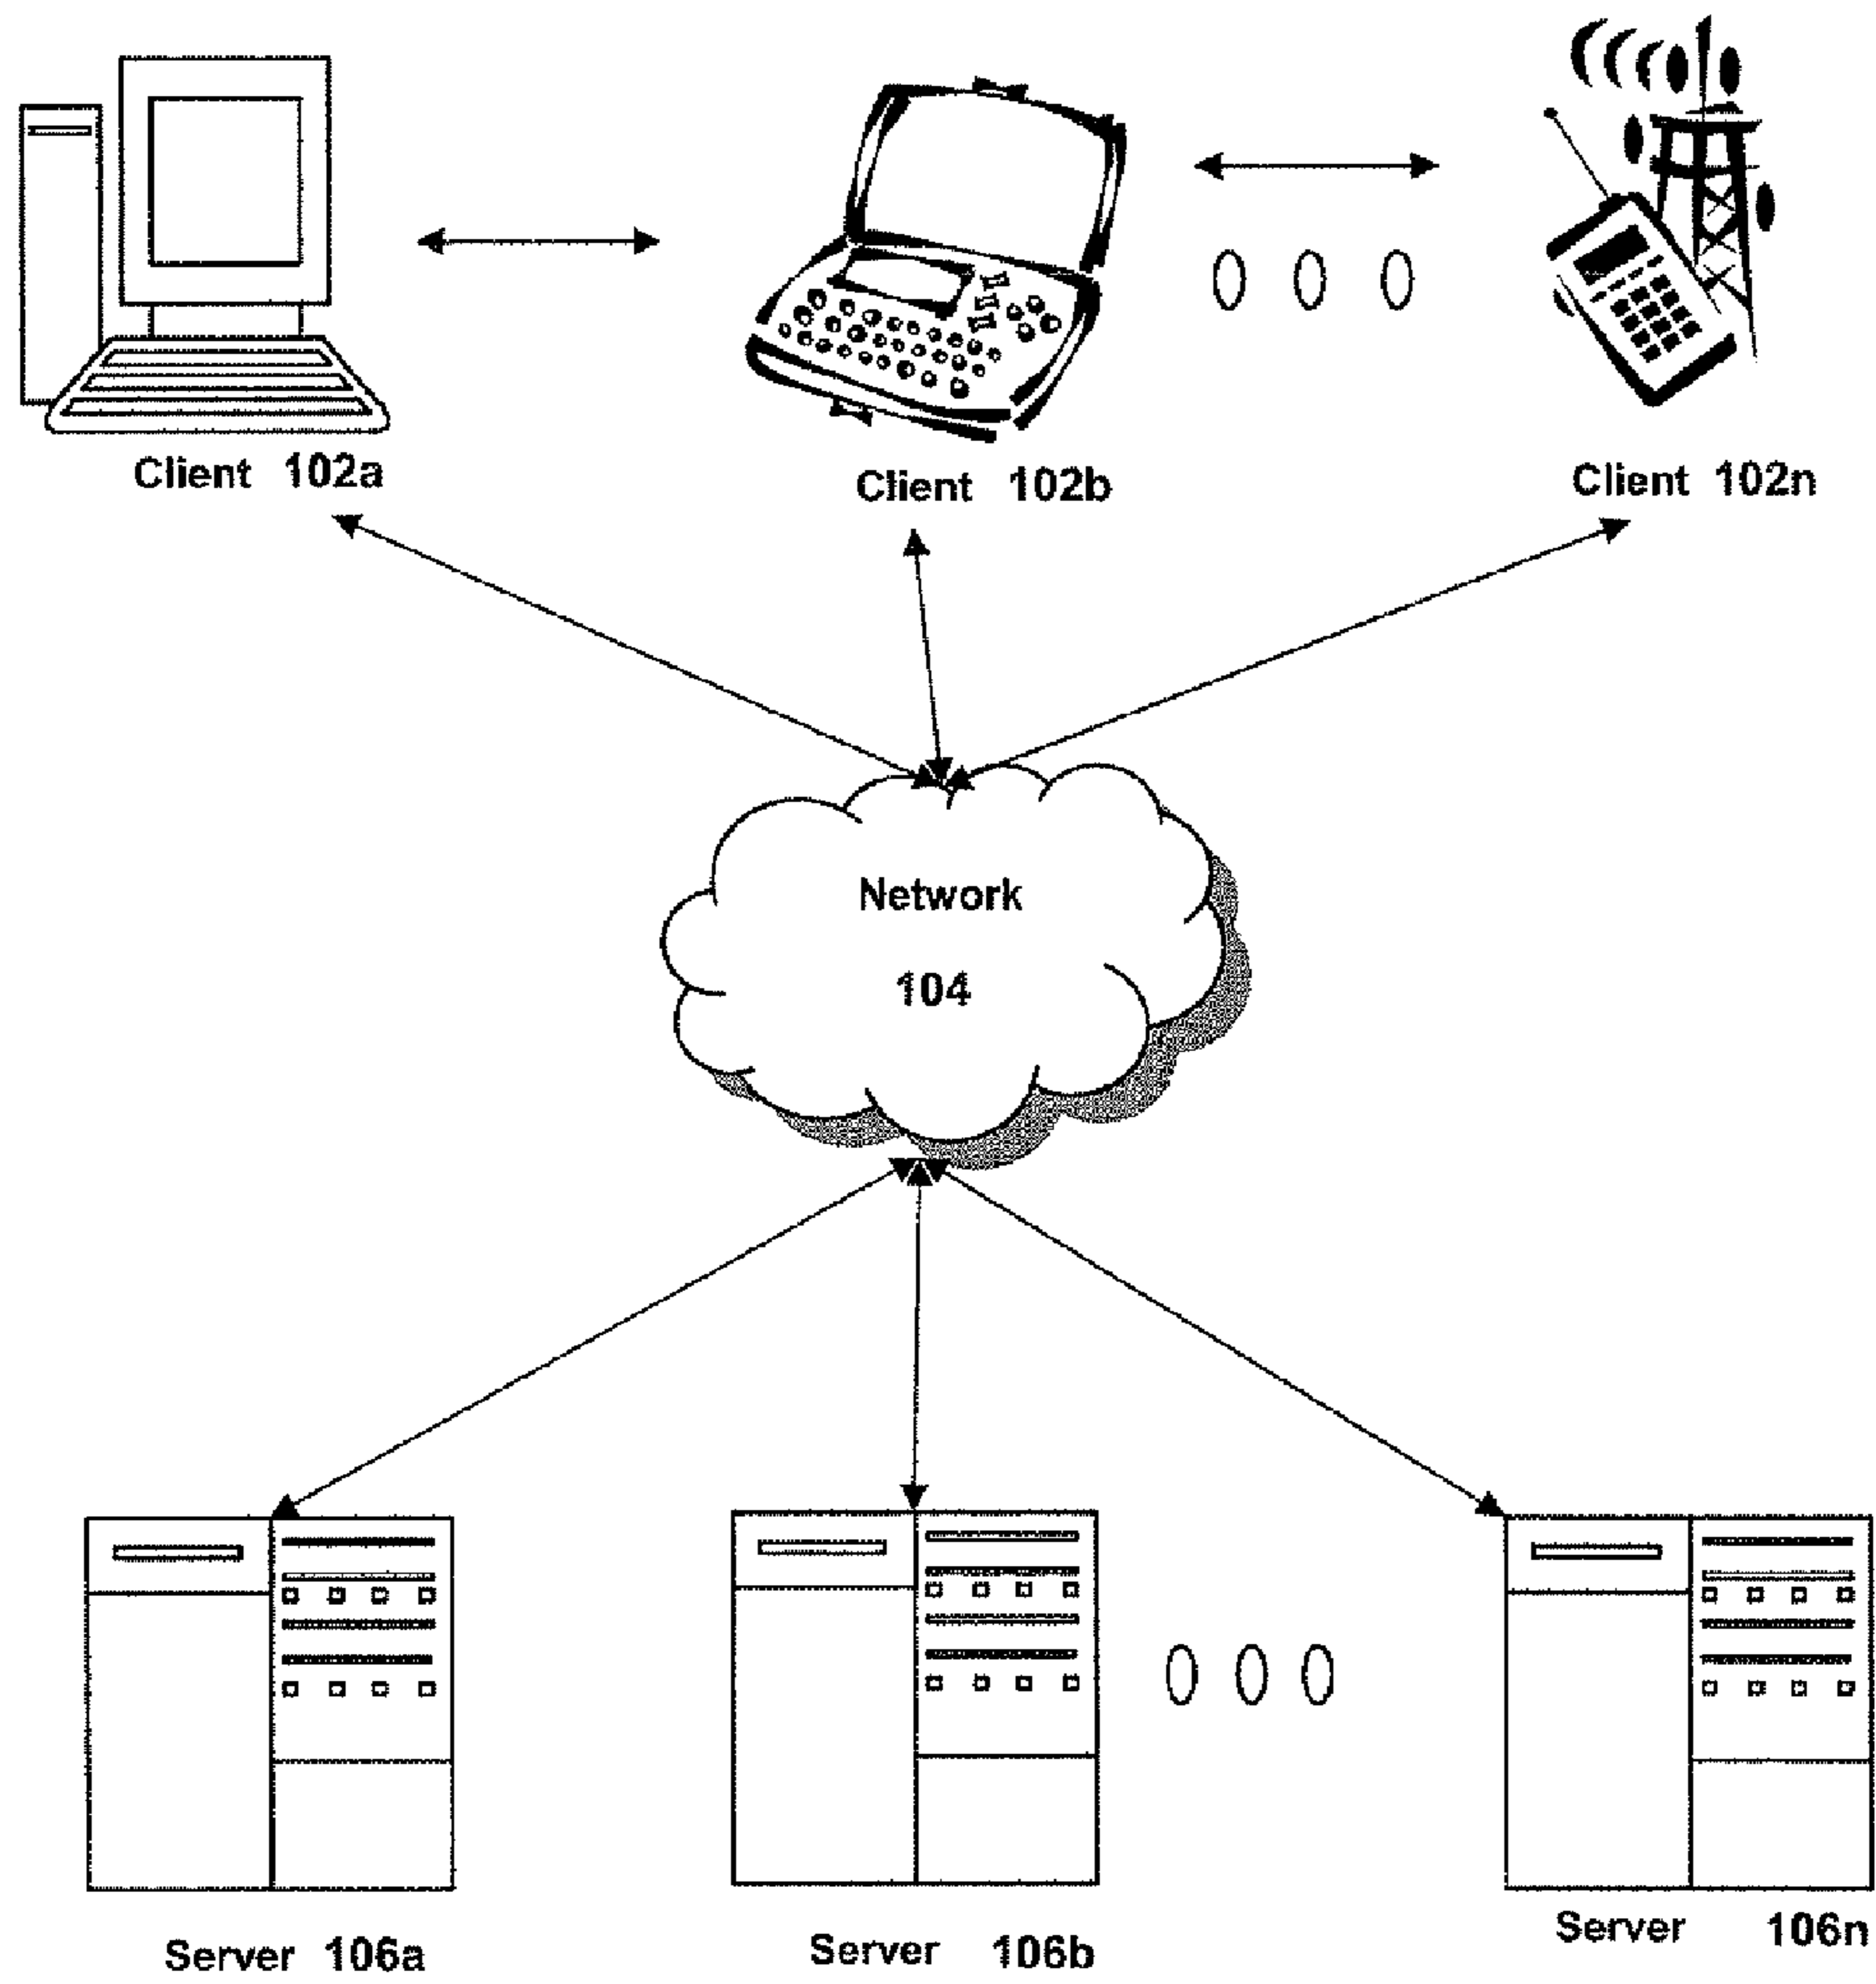 Client 102a
Client 102b
Client 102n
Network
104
Server 106a
Server 106b
Server 106n